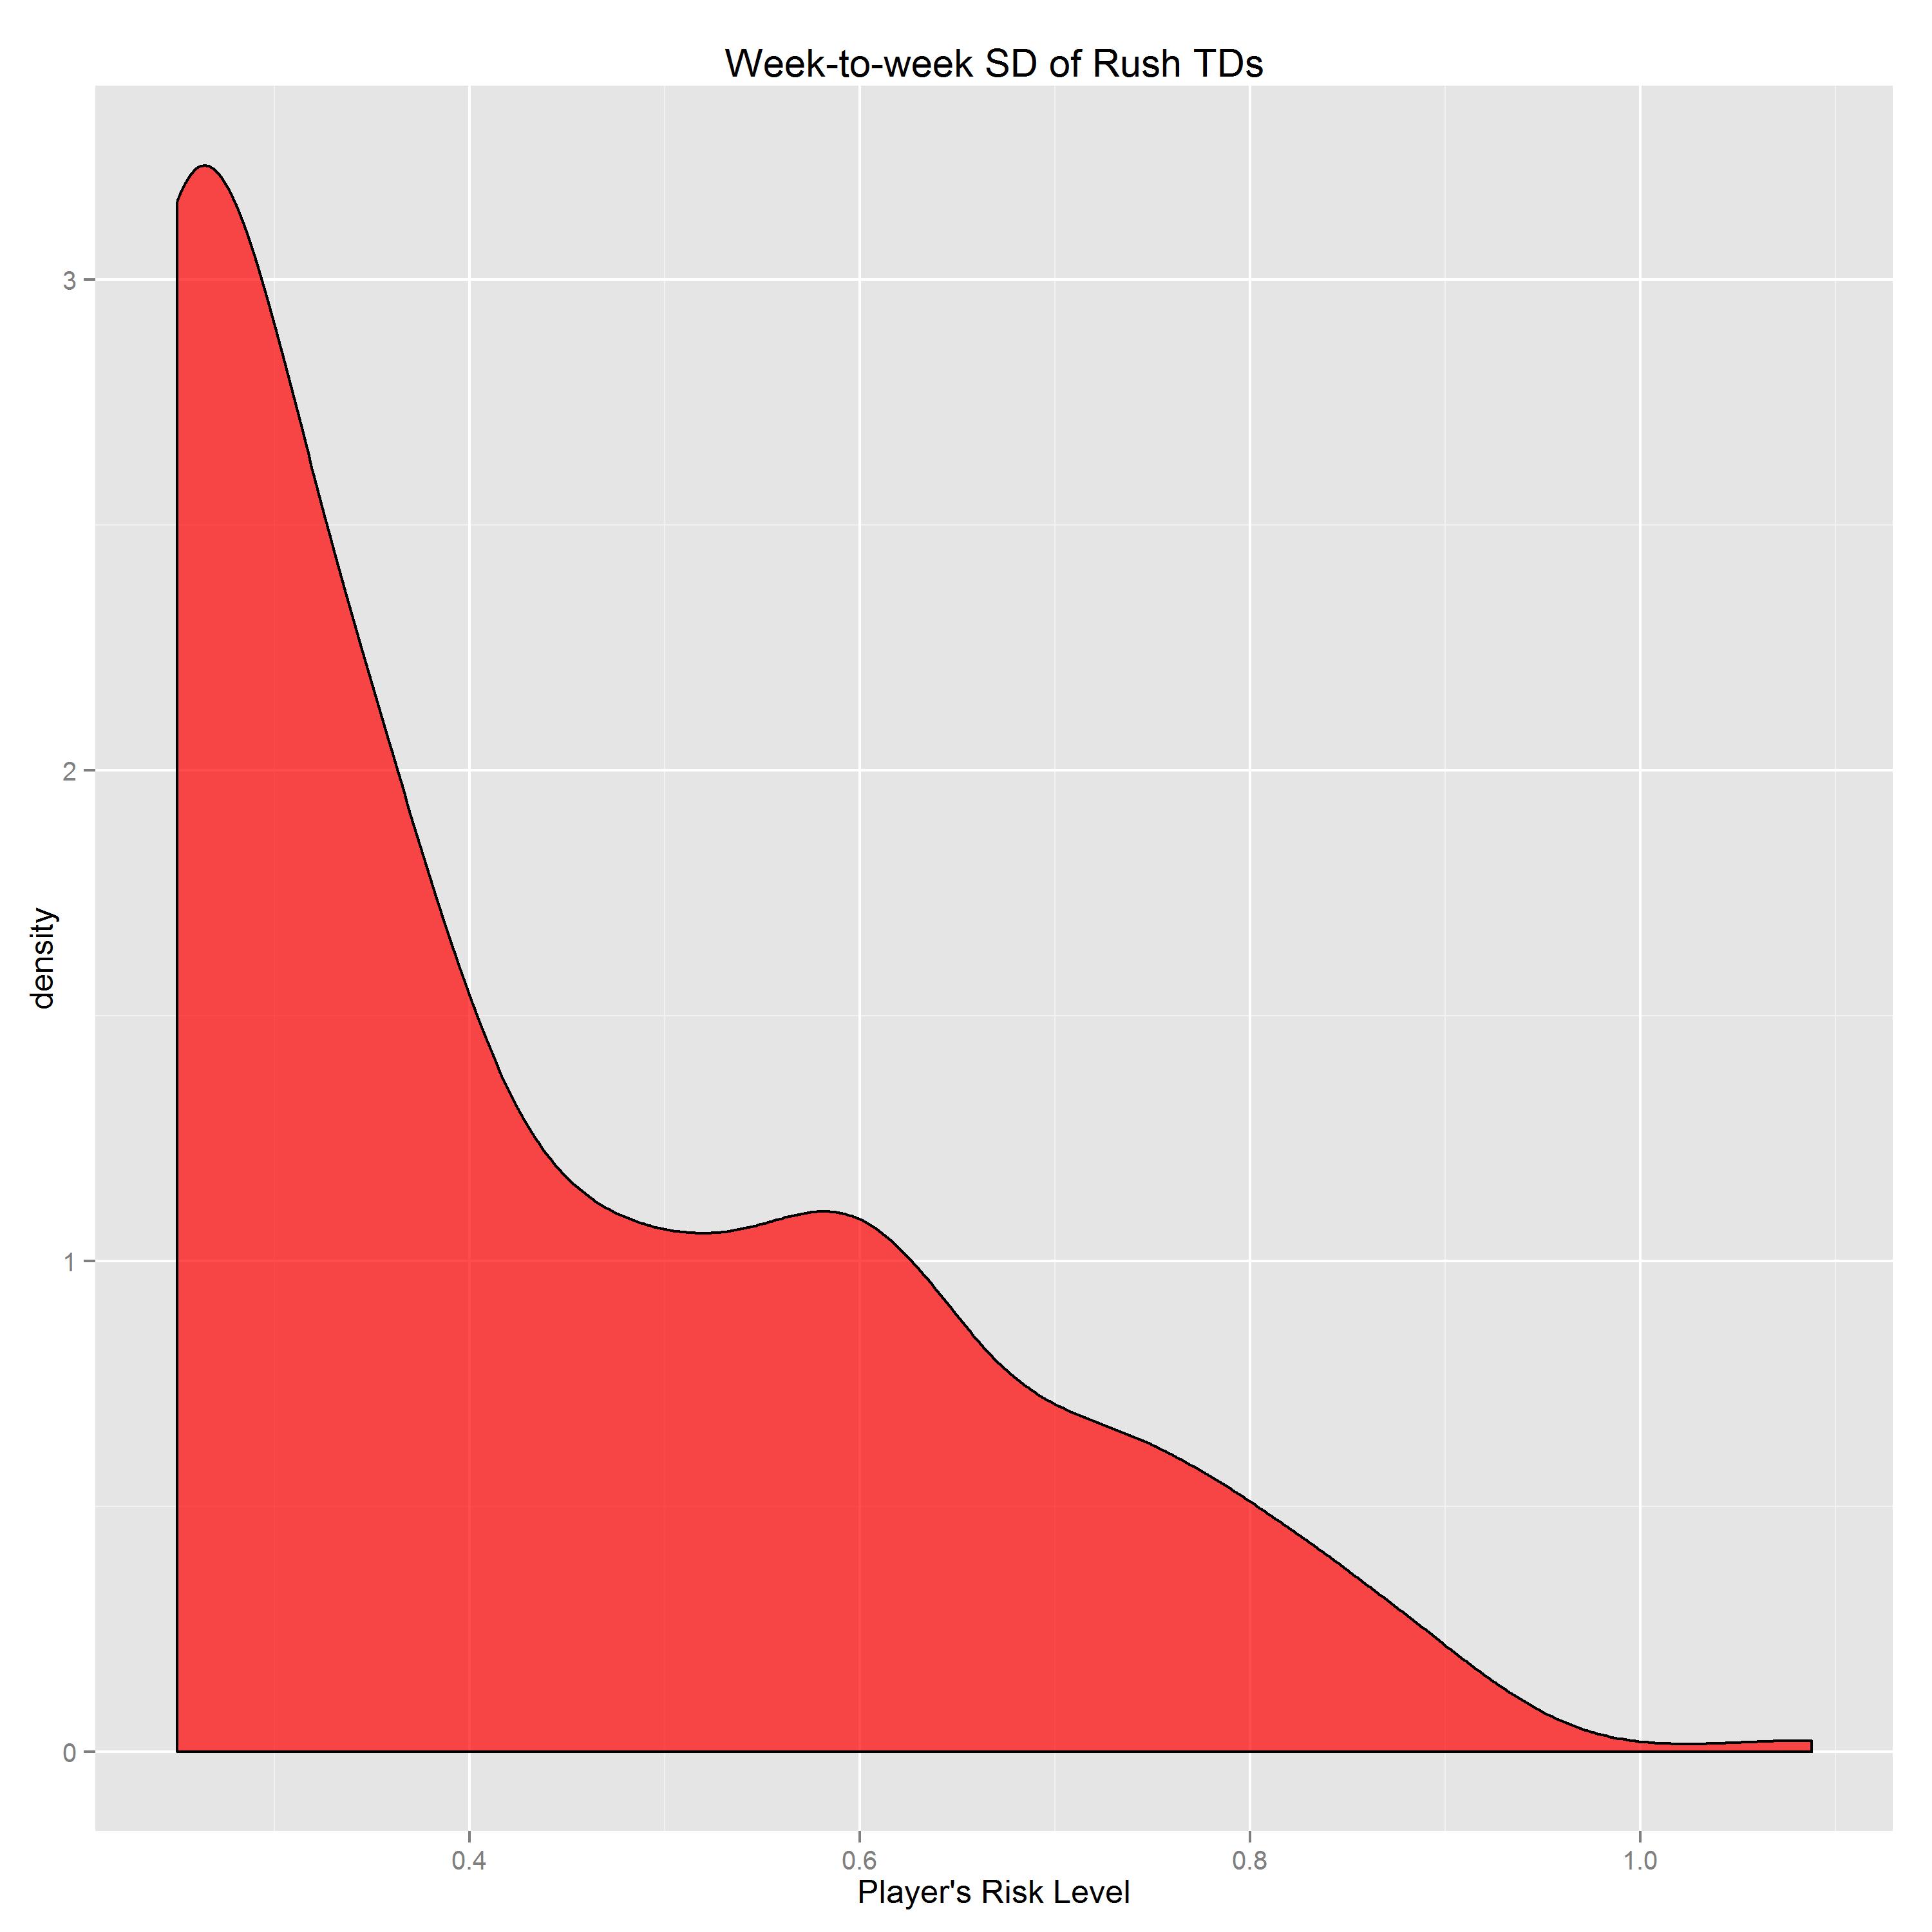 Week-to-week SD of Rush TDs
3
2
1
0
density
0.4 0.6 0.8 1.0
Player's Risk Level